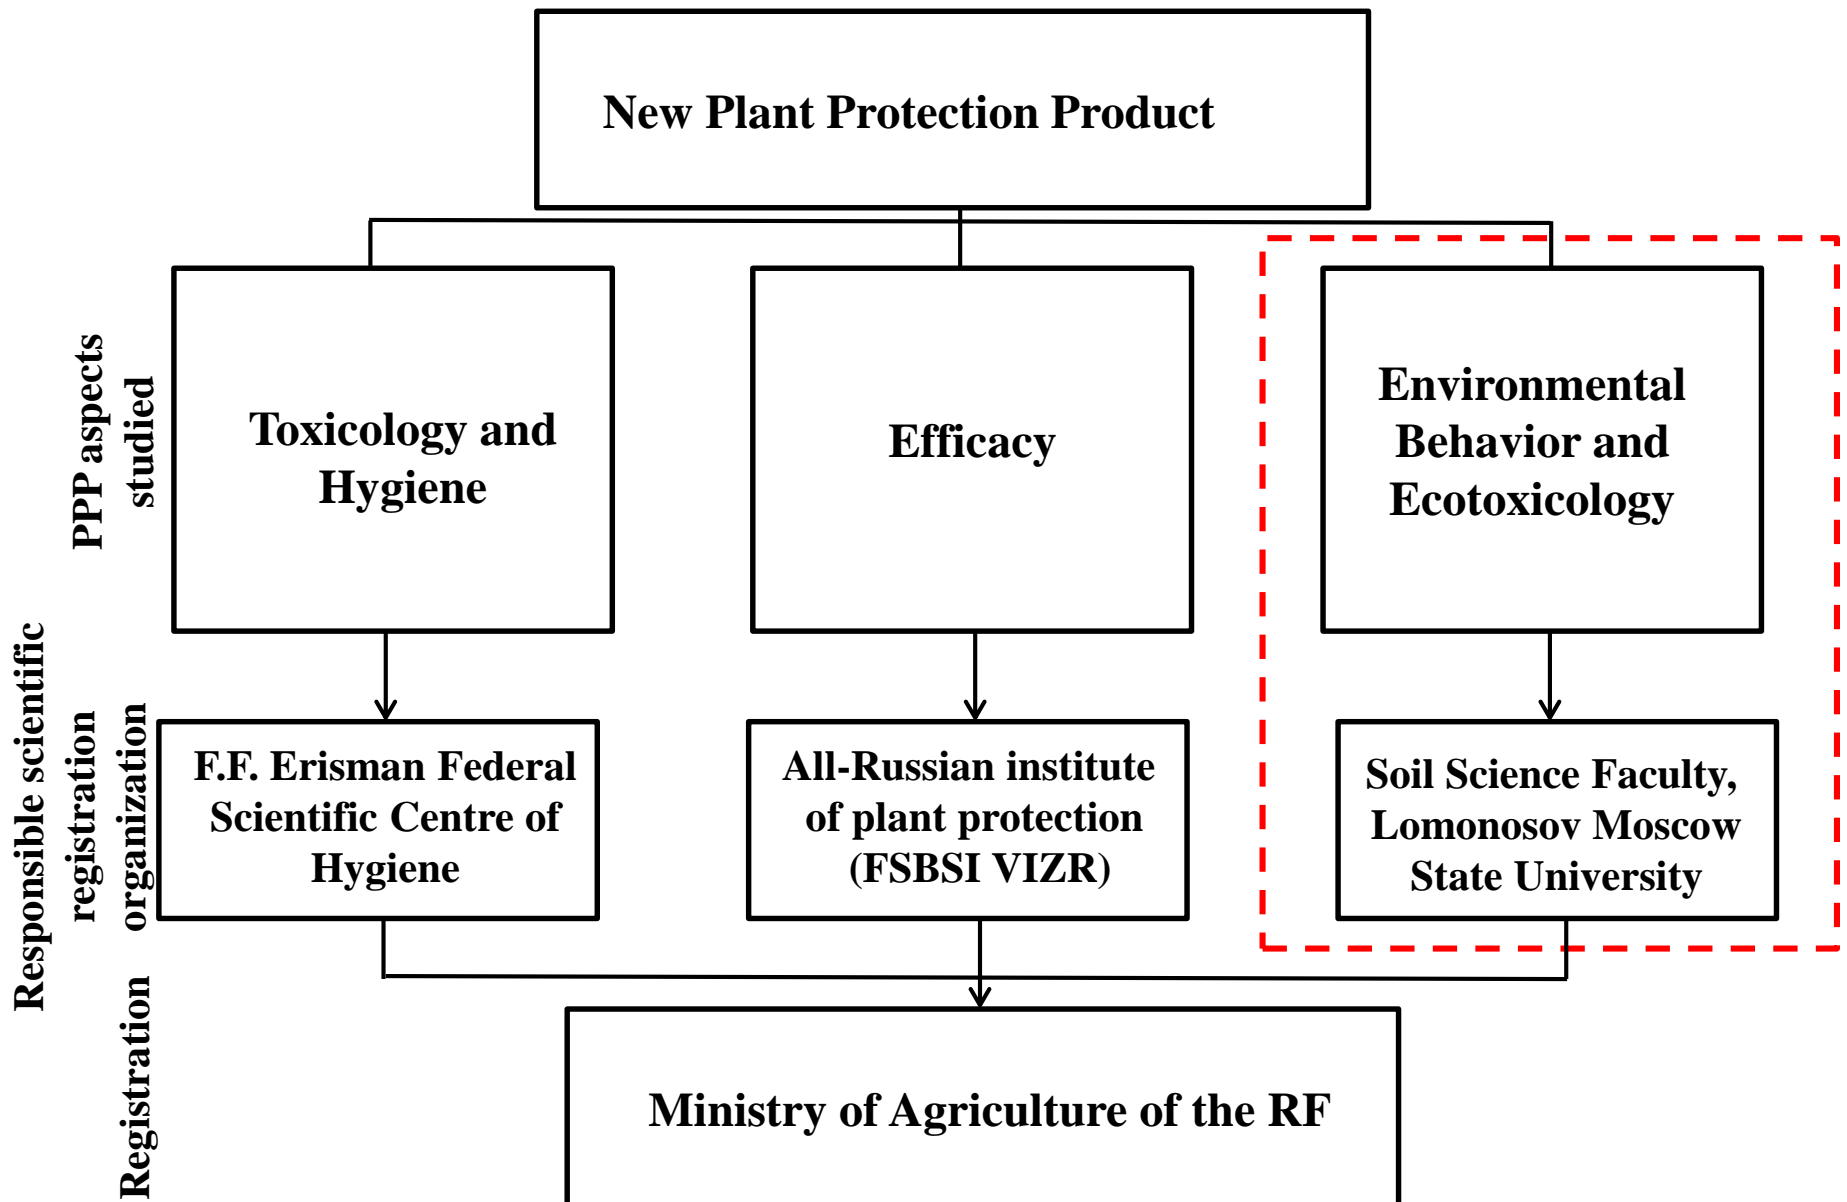 New Plant Protection Product
PPP aspects
studied
Toxicology and
Hygiene
Efficacy
Environmental
Behavior and
Ecotoxicology
Responsible scientific
registration
organization
F.F. Erisman Federal
Scientific Centre of
Hygiene
All-Russian institute
of plant protection
(FSBSI VIZR)
Soil Science Faculty,
Lomonosov Moscow
State University
Registration
Ministry of Agriculture of the RF